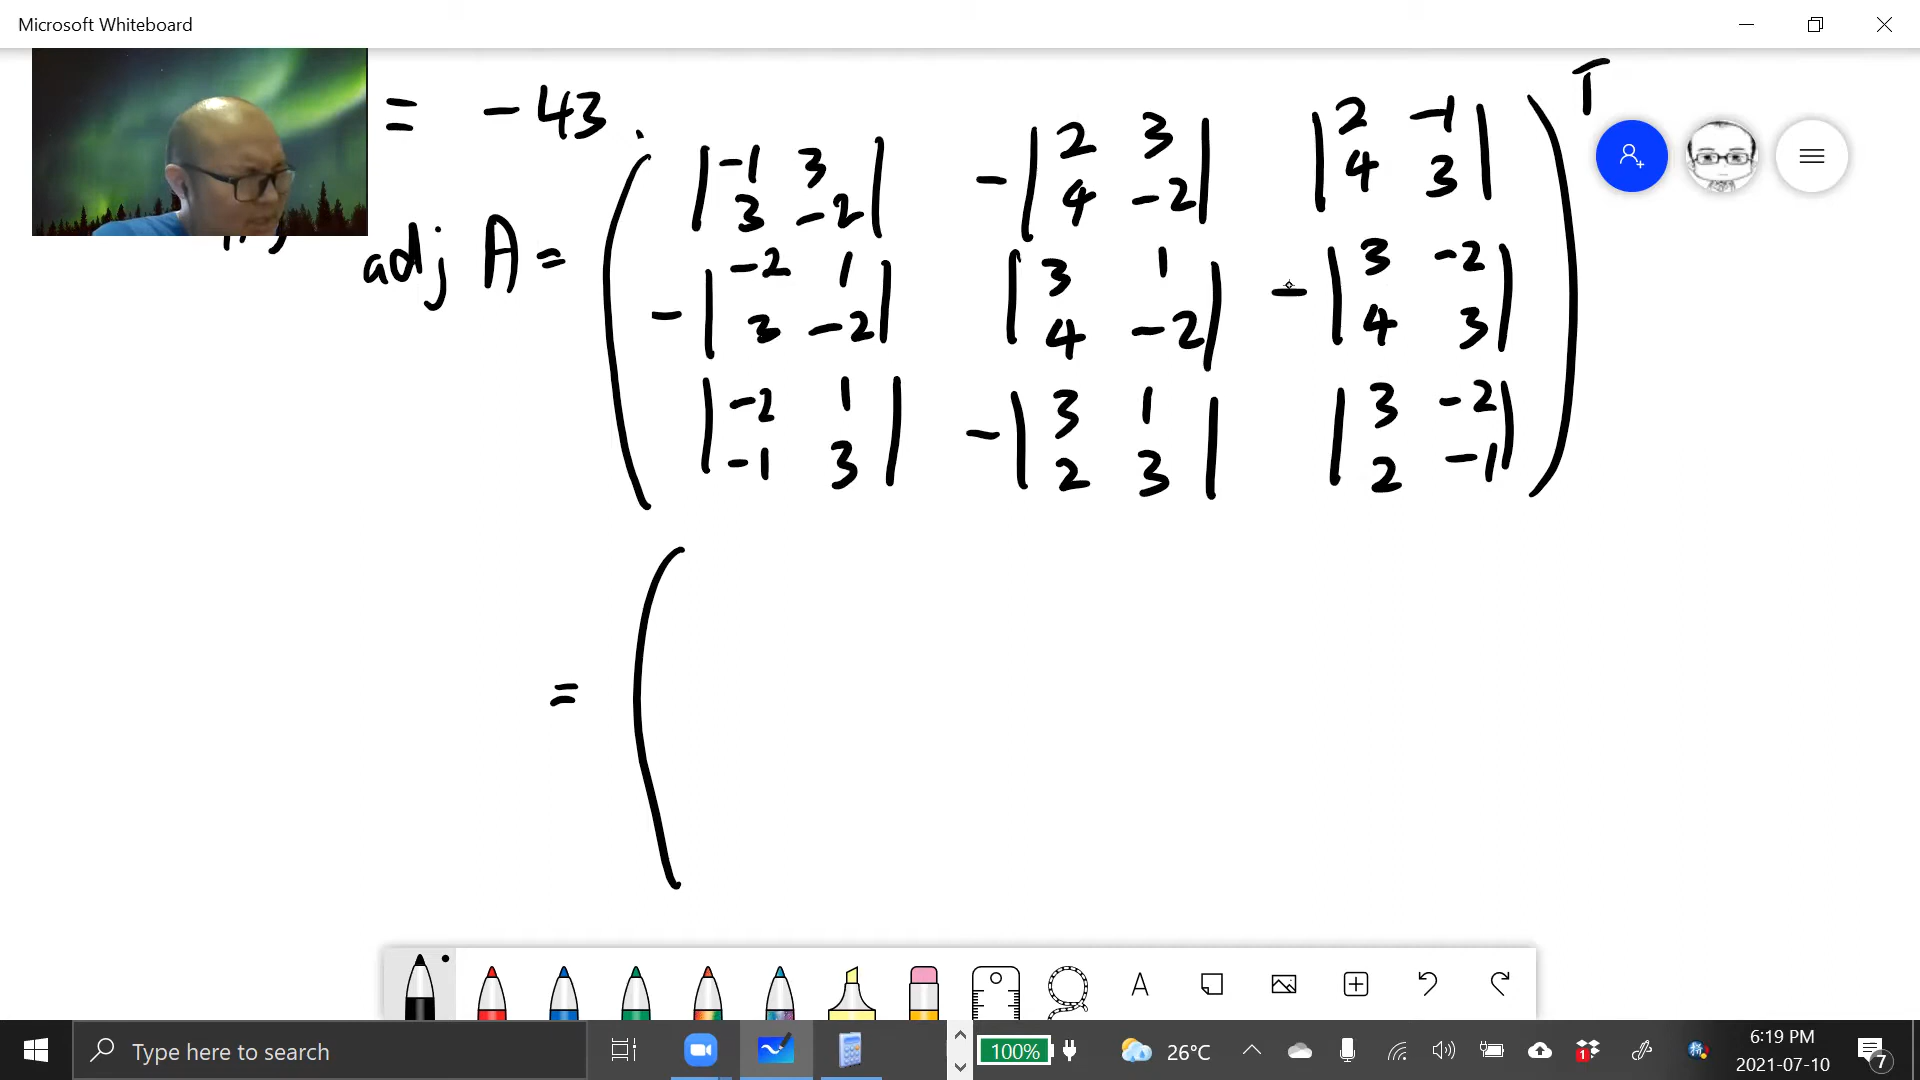 Microsoft Whiteboard
= -43.
adj A = ( |-1 3| -|2 3| |2 -1| )T
|3 -2| |4 -2| |4 3|
-|-2 1| |3 1| -|3 -2|
|3 -2| |4 -2| |4 3|
|-2 1| -|3 1| |3 -2|
|-1 3| |2 3| |2 -1|
= (
A
Type here to search
100%
26°C
1
6:19 PM
2021-07-10
7